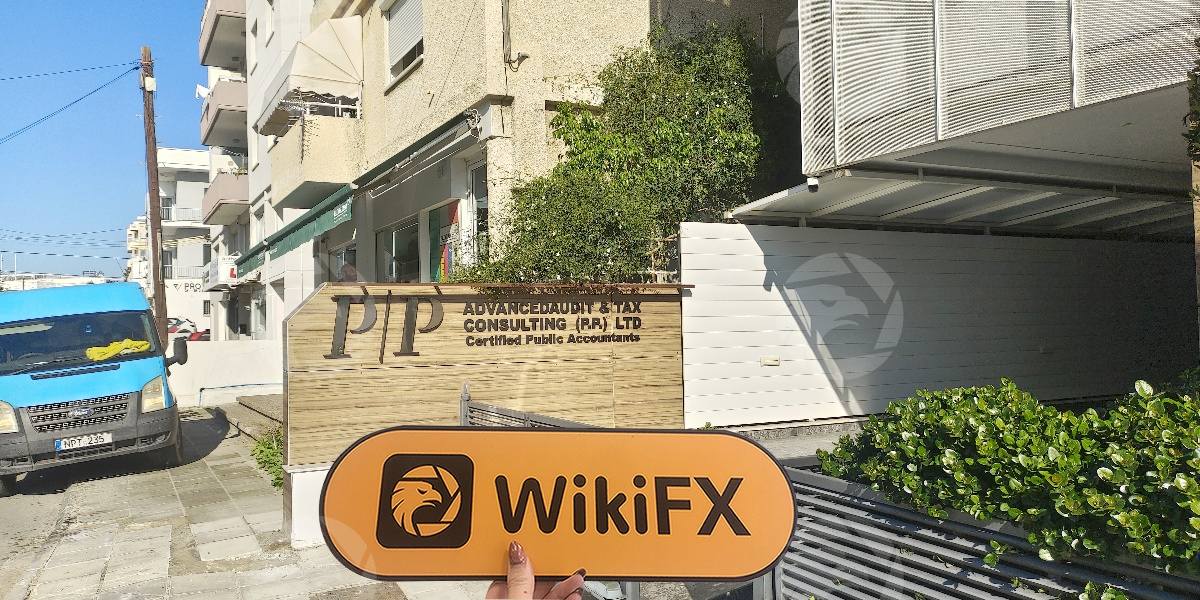 P|P
ADVANCEDAUDIT & TAX
CONSULTING (P.P.) LTD
Certified Public Accountants
NPT 235
WikiFX